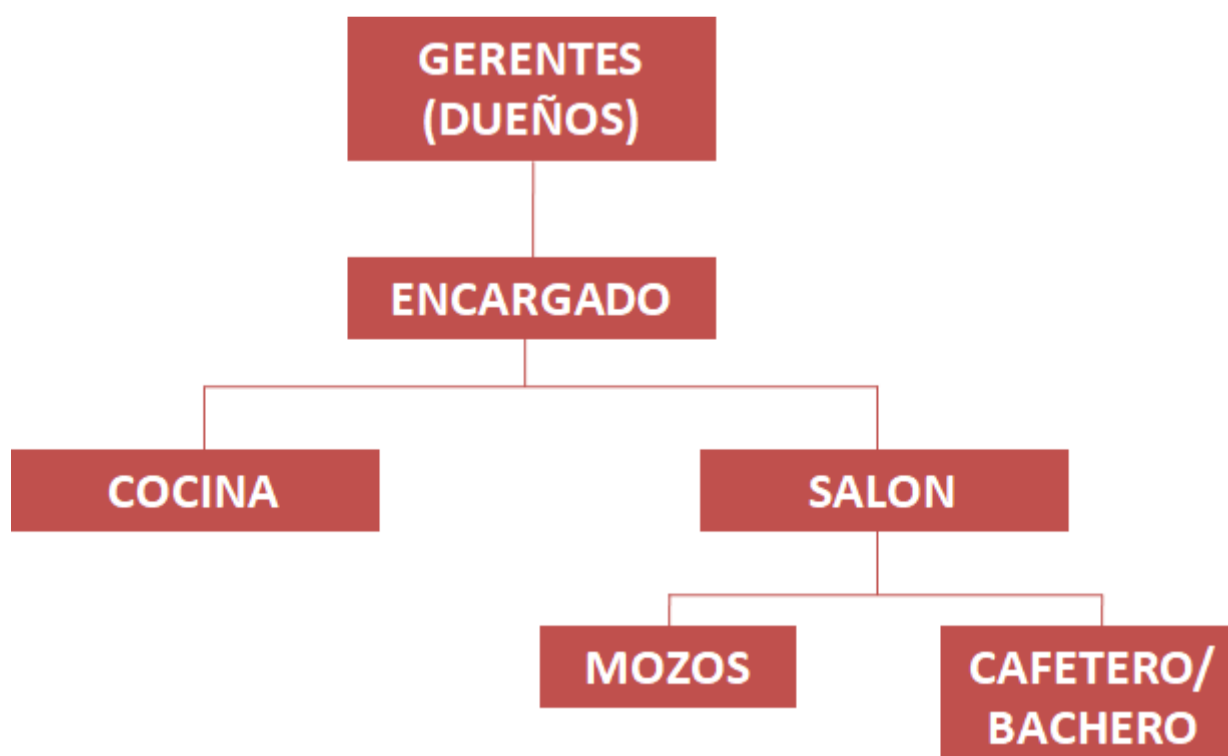 GERENTES
(DUEÑOS)
ENCARGADO
COCINA
SALON
MOZOS
CAFETERO/
BACHERO